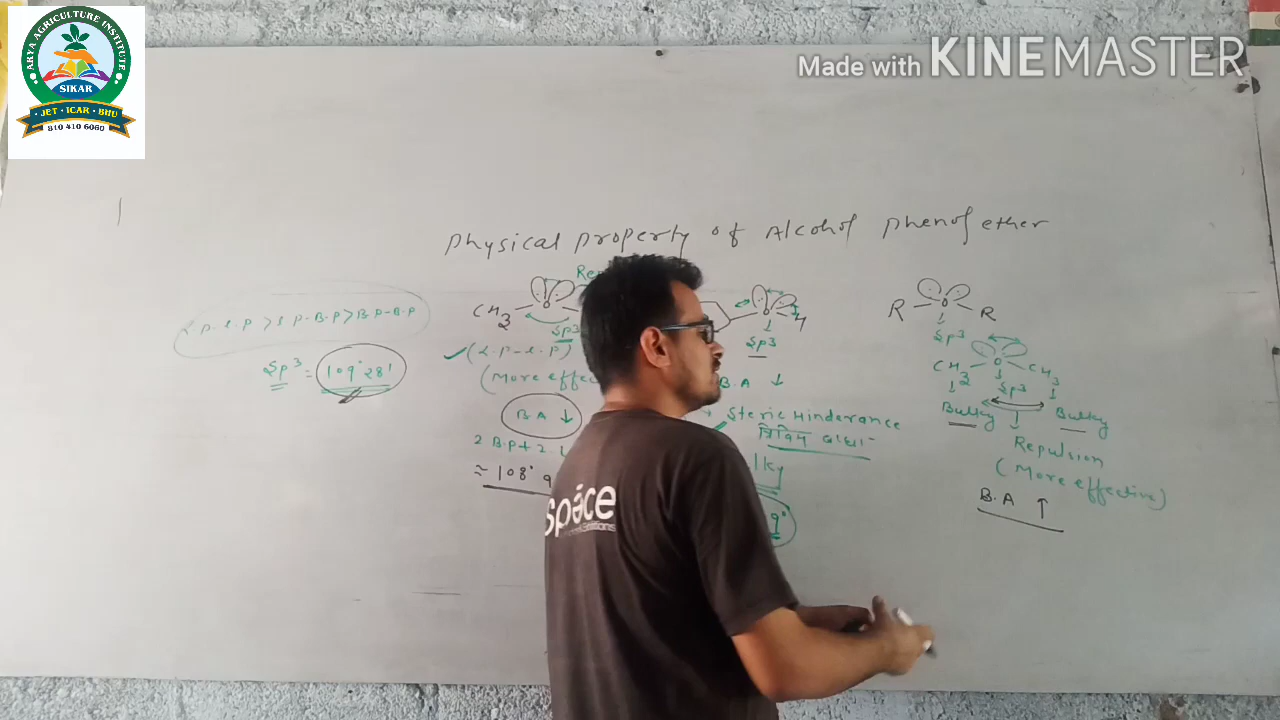 ARYA AGRICULTURE INSTITUTE
SIKAR
· JET · ICAR · BHU ·
810 410 6060
Made with KINEMASTER
Physical property of Alcohol phenol ether
L.P-L.P > L.P-B.P > B.P-B.P
Sp³ = 109° 28'
CH3 O
Sp³
(L.P-L.P)
(More effec
B.A ↓
2 B.P + 2
≈ 108°
O H
Sp³
B.A ↓
Steric Hinderance
त्रिविम बाधा
lky
9°
R O R
Sp³
CH3 O CH3
Sp³
Bulky Bulky
Repulsion
(More effective)
B.A ↑
space